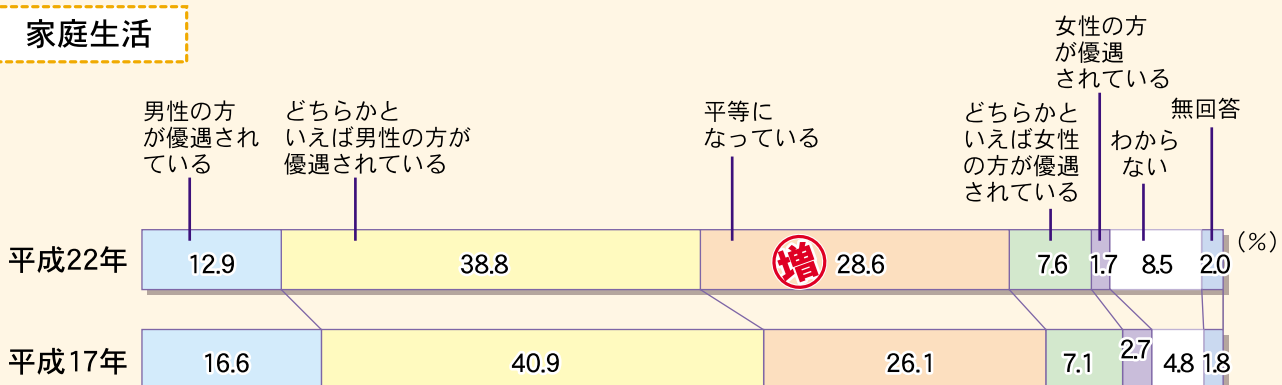 家庭生活
男性の方
が優遇され
ている
どちらかと
いえば男性の方が
優遇されている
平等に
なっている
どちらかと
いえば女性
の方が優遇
されている
女性の方
が優遇
されている
わから
ない
無回答
平成22年 12.9 38.8 増 28.6 7.6 1.7 8.5 2.0 (%)
平成17年 16.6 40.9 26.1 7.1 2.7 4.8 1.8